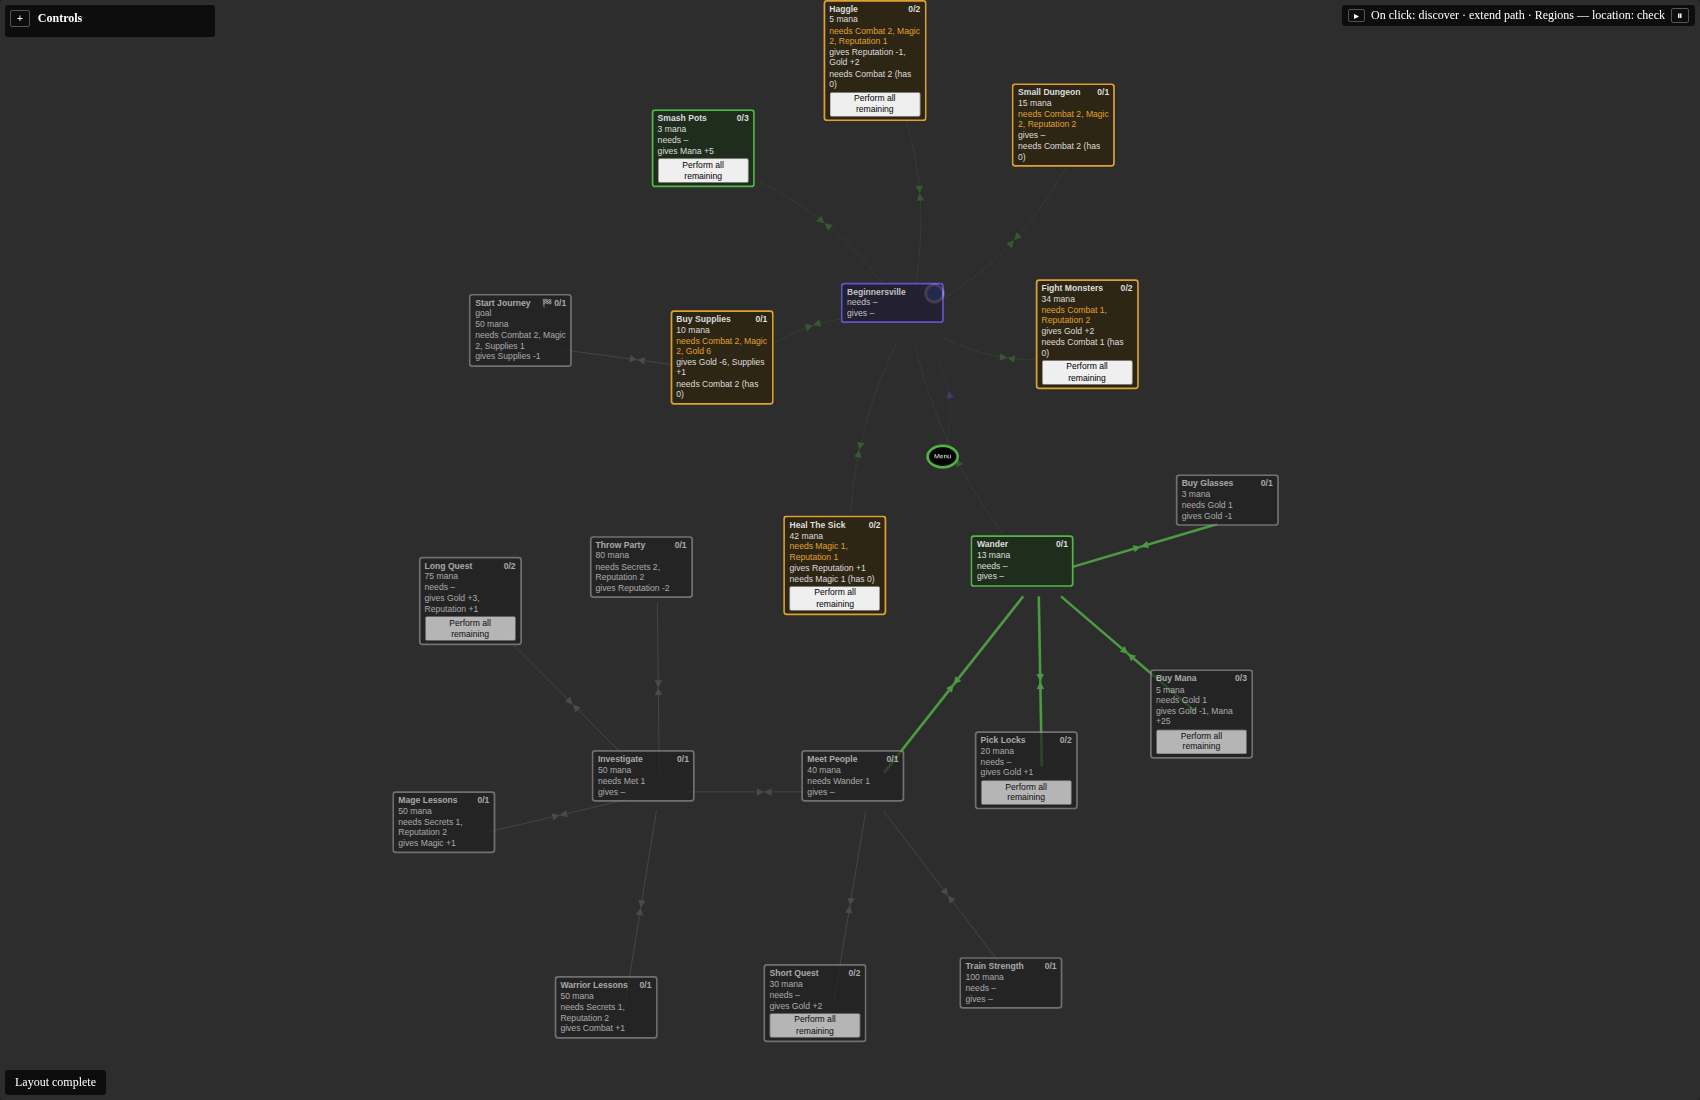 + Controls
▶ On click: discover · extend path · Regions — location: check ⏸
Haggle 0/2
5 mana
needs Combat 2, Magic
2, Reputation 1
gives Reputation -1,
Gold +2
needs Combat 2 (has
0)
Perform all
remaining
Small Dungeon 0/1
15 mana
needs Combat 2, Magic
2, Reputation 2
gives –
needs Combat 2 (has
0)
Smash Pots 0/3
3 mana
needs –
gives Mana +5
Perform all
remaining
Beginnersville
needs –
gives –
Fight Monsters 0/2
34 mana
needs Combat 1,
Reputation 2
gives Gold +2
needs Combat 1 (has
0)
Perform all
remaining
Start Journey 🏁 0/1
goal
50 mana
needs Combat 2, Magic
2, Supplies 1
gives Supplies -1
Buy Supplies 0/1
10 mana
needs Combat 2, Magic
2, Gold 6
gives Gold -6, Supplies
+1
needs Combat 2 (has
0)
Menu
Buy Glasses 0/1
3 mana
needs Gold 1
gives Gold -1
Heal The Sick 0/2
42 mana
needs Magic 1,
Reputation 1
gives Reputation +1
needs Magic 1 (has 0)
Perform all
remaining
Wander 0/1
13 mana
needs –
gives –
Throw Party 0/1
80 mana
needs Secrets 2,
Reputation 2
gives Reputation -2
Long Quest 0/2
75 mana
needs –
gives Gold +3,
Reputation +1
Perform all
remaining
Buy Mana 0/3
5 mana
needs Gold 1
gives Gold -1, Mana
+25
Perform all
remaining
Pick Locks 0/2
20 mana
needs –
gives Gold +1
Perform all
remaining
Investigate 0/1
50 mana
needs Met 1
gives –
Meet People 0/1
40 mana
needs Wander 1
gives –
Mage Lessons 0/1
50 mana
needs Secrets 1,
Reputation 2
gives Magic +1
Warrior Lessons 0/1
50 mana
needs Secrets 1,
Reputation 2
gives Combat +1
Short Quest 0/2
30 mana
needs –
gives Gold +2
Perform all
remaining
Train Strength 0/1
100 mana
needs –
gives –
Layout complete